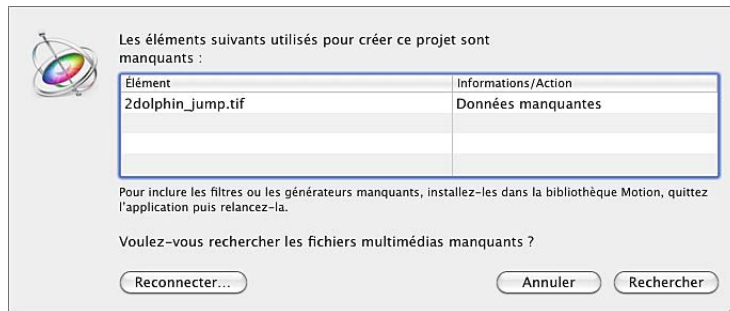 Les éléments suivants utilisés pour créer ce projet sont
manquants :
Élément
Informations/Action
2dolphin_jump.tif
Données manquantes
Pour inclure les filtres ou les générateurs manquants, installez-les dans la bibliothèque Motion, quittez
l'application puis relancez-la.
Voulez-vous rechercher les fichiers multimédias manquants ?
Reconnecter...
Annuler
Rechercher